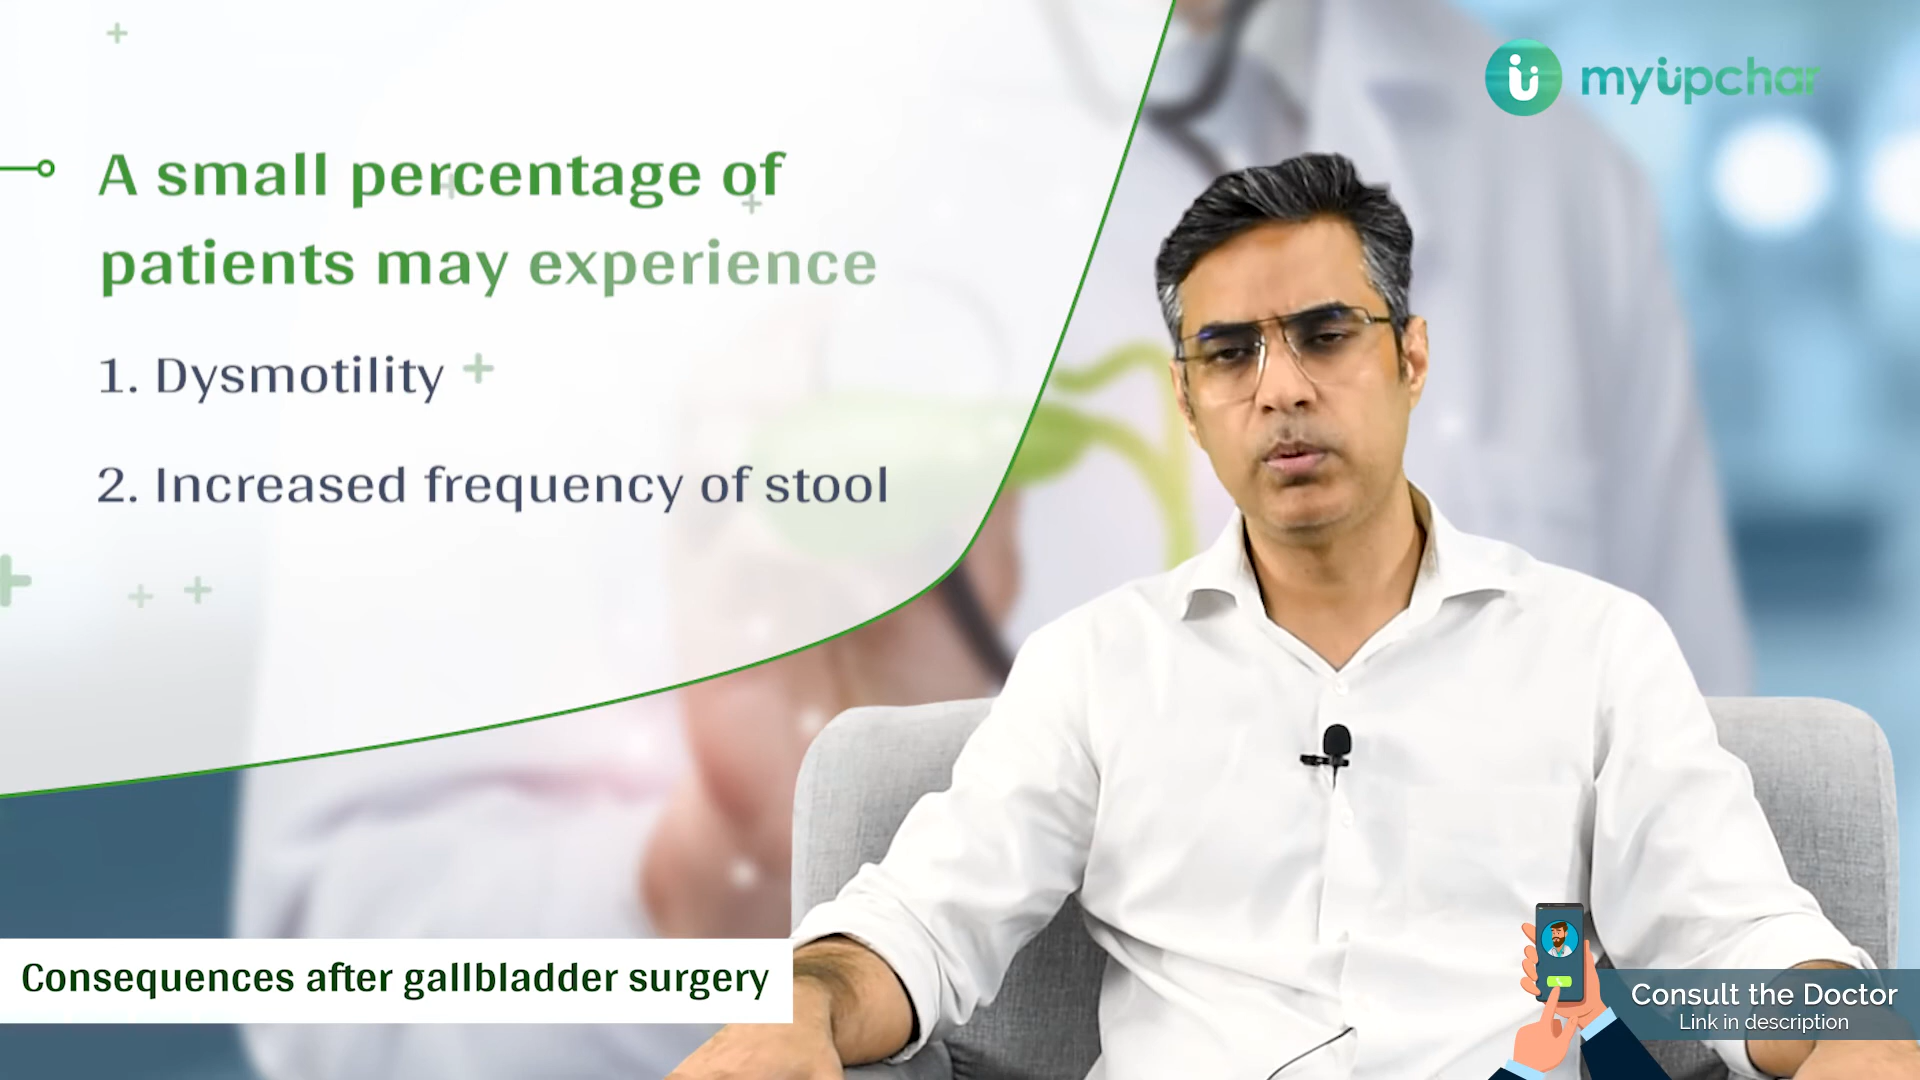 myUpchar
A small percentage of
patients may experience
1. Dysmotility
2. Increased frequency of stool
Consequences after gallbladder surgery
Consult the Doctor
Link in description